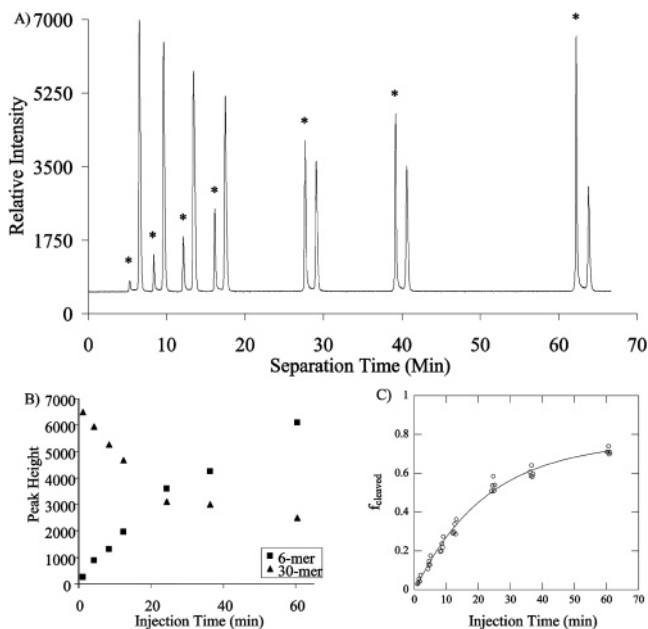 A)
7000
5250
3500
1750
0
Relative Intensity
* * * * * * *
0 10 20 30 40 50 60 70
Separation Time (Min)
B)
7000
6000
5000
4000
3000
2000
1000
0
Peak Height
6-mer
30-mer
0 20 40 60
Injection Time (min)
C)
1
0.8
0.6
0.4
0.2
0
fcleaved
0 10 20 30 40 50 60 70
Injection Time (min)